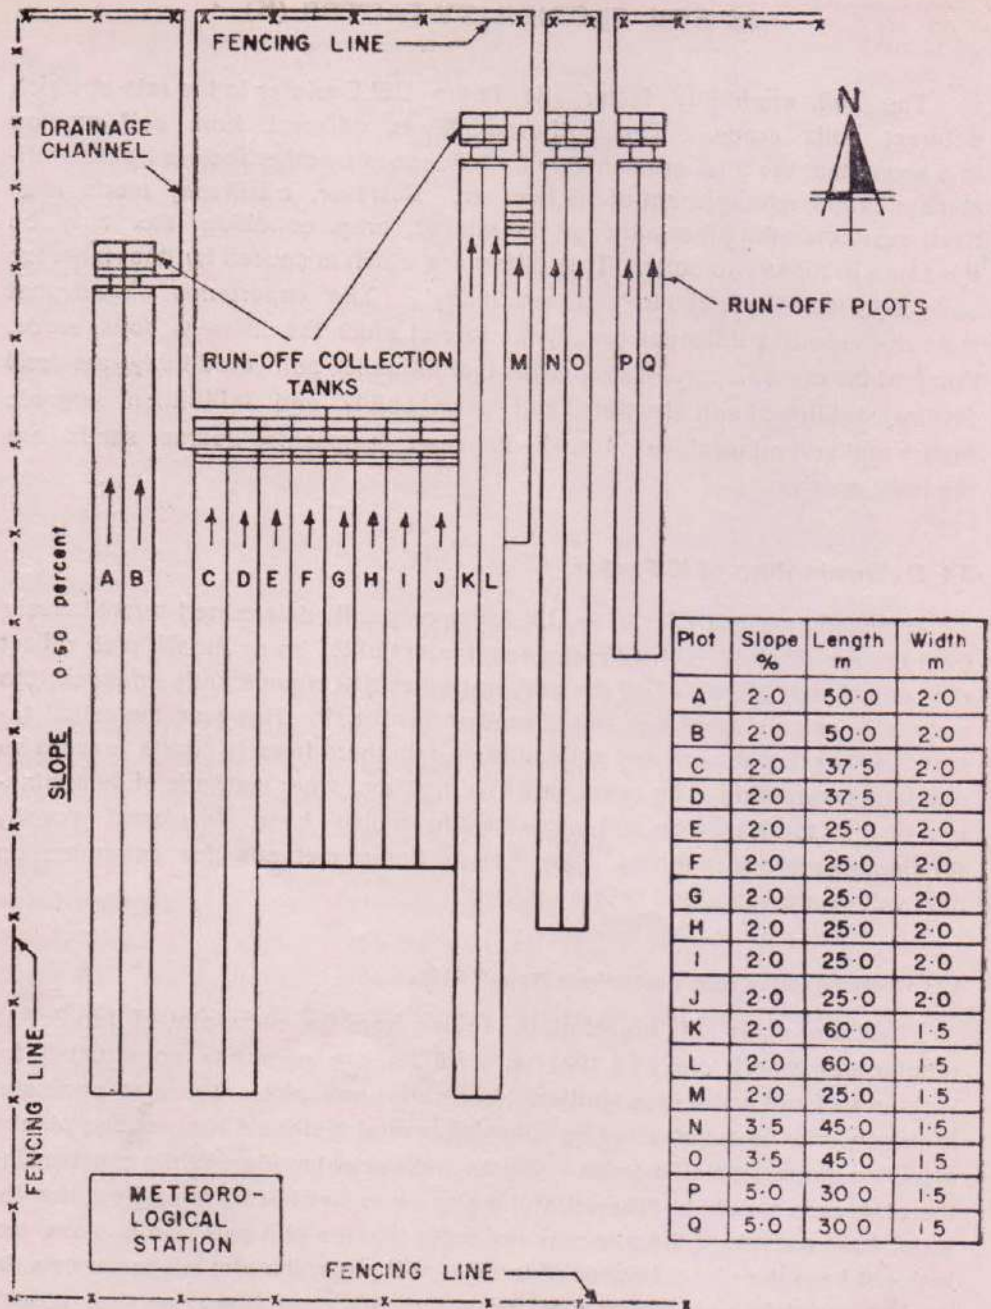 FENCING LINE
N
DRAINAGE
CHANNEL
RUN-OFF PLOTS
RUN-OFF COLLECTION
TANKS
M N O P Q
A B C D E F G H I J K L
SLOPE 0·50 percent
Plot Slope % Length m Width m
A 2·0 50·0 2·0
B 2·0 50·0 2·0
C 2·0 37·5 2·0
D 2·0 37·5 2·0
E 2·0 25·0 2·0
F 2·0 25·0 2·0
G 2·0 25·0 2·0
H 2·0 25·0 2·0
I 2·0 25·0 2·0
J 2·0 25·0 2·0
K 2·0 60·0 1·5
L 2·0 60·0 1·5
M 2·0 25·0 1·5
N 3·5 45·0 1·5
O 3·5 45·0 1·5
P 5·0 30·0 1·5
Q 5·0 30·0 1·5
FENCING LINE
METEORO-
LOGICAL
STATION
FENCING LINE